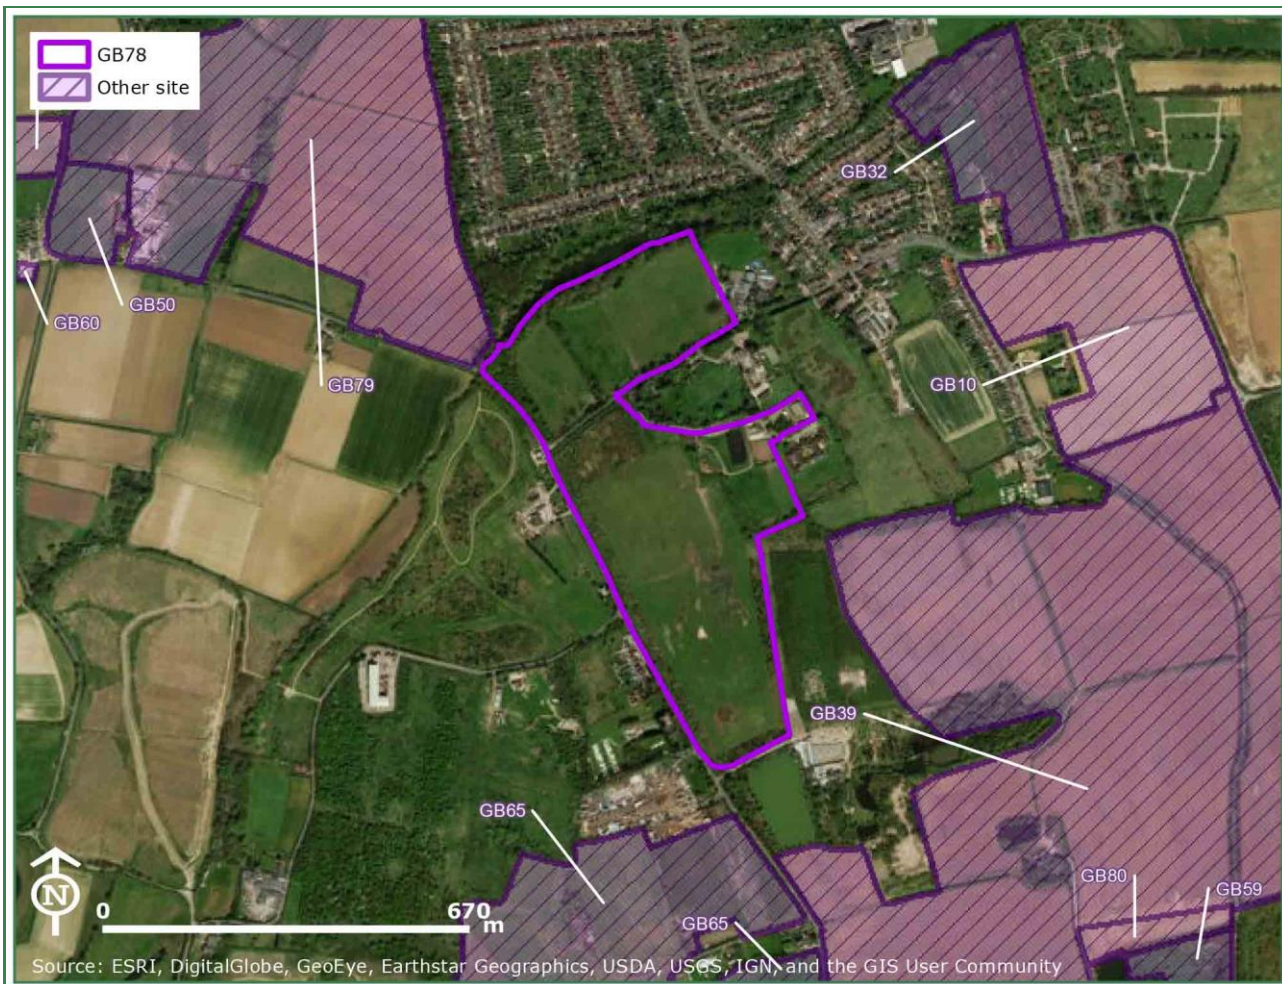 GB78
Other site
GB32
GB50
GB60
GB79
GB10
GB39
GB65
GB80
GB59
GB65
N
0 670
m
Source: ESRI, DigitalGlobe, GeoEye, Earthstar Geographics, USDA, USGS, IGN, and the GIS User Community